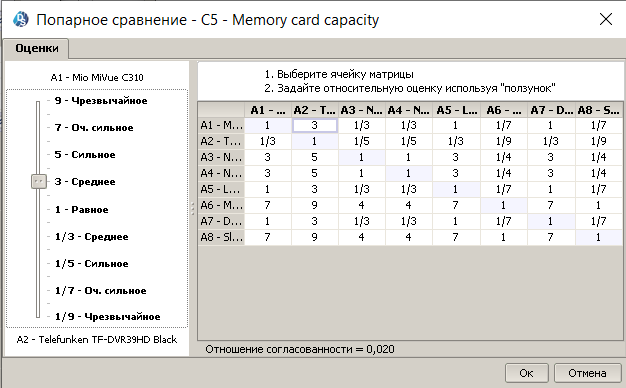 Попарное сравнение - C5 - Memory card capacity
Оценки
A1 - Mio MiVue C310
9 - Чрезвычайное
7 - Оч. сильное
5 - Сильное
3 - Среднее
1 - Равное
1/3 - Среднее
1/5 - Сильное
1/7 - Оч. сильное
1/9 - Чрезвычайное
A2 - Telefunken TF-DVR39HD Black
1. Выберите ячейку матрицы
2. Задайте относительную оценку используя "ползунок"
A1 - ... A2 - T... A3 - N... A4 - N... A5 - L... A6 - ... A7 - D... A8 - S...
A1 - M... 1 3 1/3 1/3 1 1/7 1 1/7
A2 - T... 1/3 1 1/5 1/5 1/3 1/9 1/3 1/9
A3 - N... 3 5 1 1 3 1/4 3 1/4
A4 - N... 3 5 1 1 3 1/4 3 1/4
A5 - L... 1 3 1/3 1/3 1 1/7 1 1/7
A6 - M... 7 9 4 4 7 1 7 1
A7 - D... 1 3 1/3 1/3 1 1/7 1 1/7
A8 - Sl... 7 9 4 4 7 1 7 1
Отношение согласованности = 0,020
Ок
Отмена